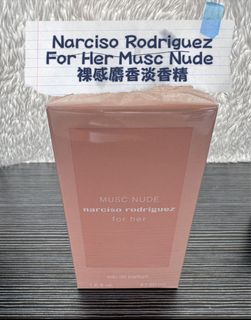 Narciso Rodriguez
For Her Musc Nude
裸感麝香淡香精
MUSC NUDE
narciso rodriguez
for her
eau de parfum